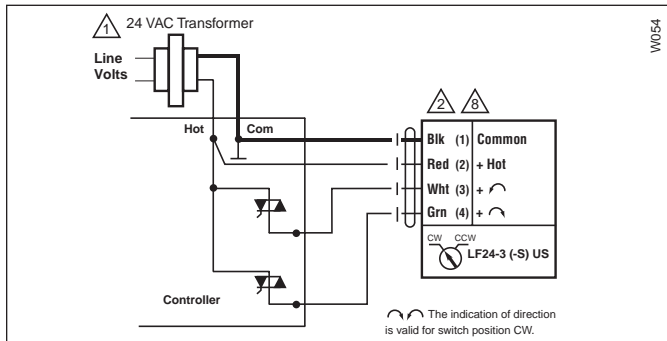 1 24 VAC Transformer
W054
Line
Volts
2 8
Hot Com
Blk (1) Common
Red (2) + Hot
Wht (3) +
Grn (4) +
CW CCW
LF24-3 (-S) US
Controller
The indication of direction
is valid for switch position CW.